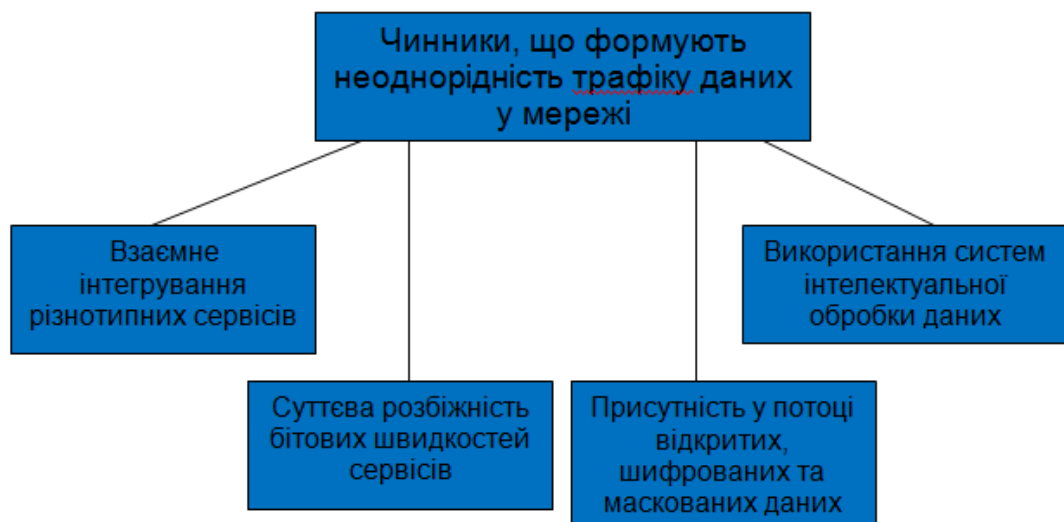 Чинники, що формують
неоднорідність трафіку даних
у мережі
Взаємне
інтегрування
різнотипних сервісів
Використання систем
інтелектуальної
обробки даних
Суттєва розбіжність
бітових швидкостей
сервісів
Присутність у потоці
відкритих,
шифрованих та
маскованих даних